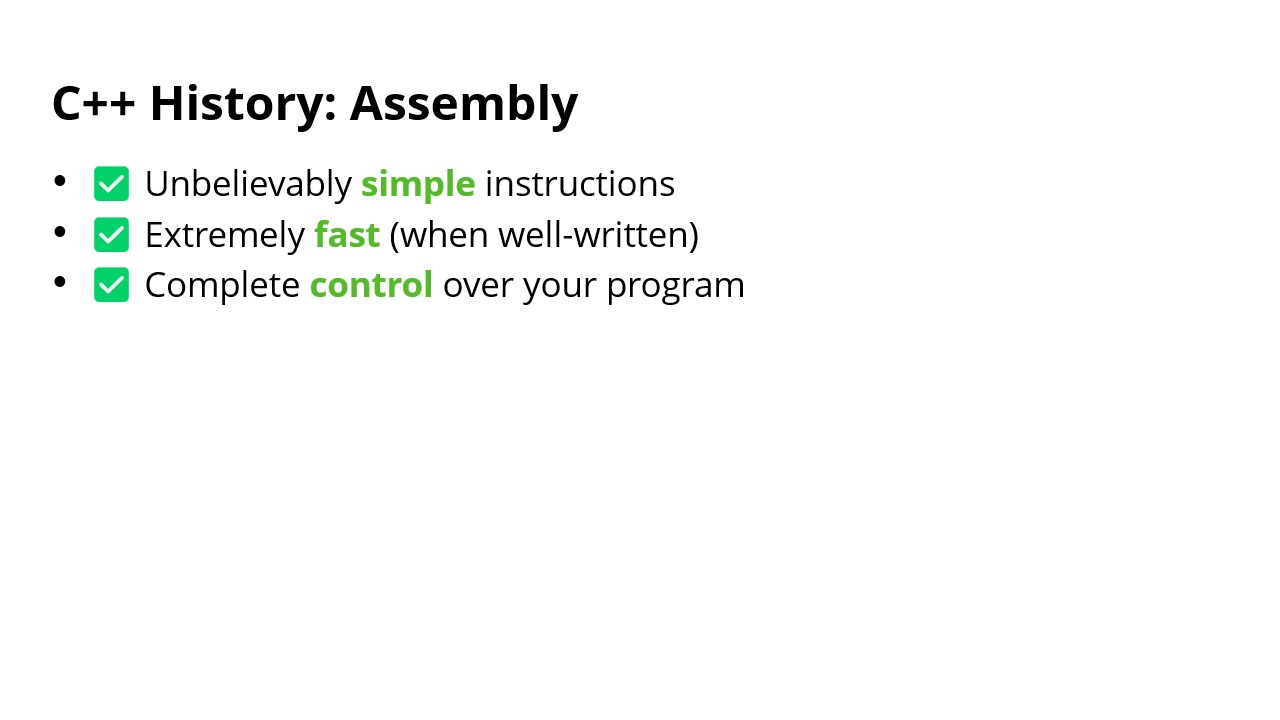 C++ History: Assembly
• ✅ Unbelievably simple instructions
• ✅ Extremely fast (when well-written)
• ✅ Complete control over your program